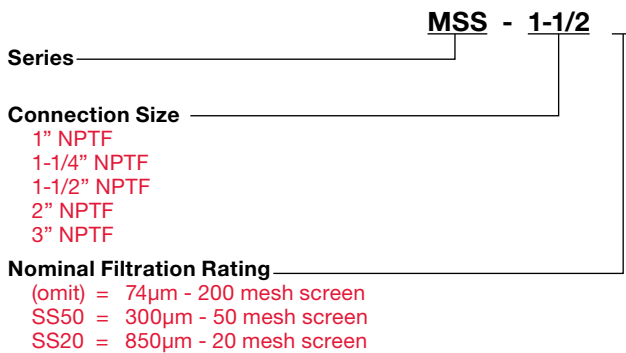 MSS - 1-1/2
Series
Connection Size
1” NPTF
1-1/4” NPTF
1-1/2” NPTF
2” NPTF
3” NPTF
Nominal Filtration Rating
(omit) = 74µm - 200 mesh screen
SS50 = 300µm - 50 mesh screen
SS20 = 850µm - 20 mesh screen